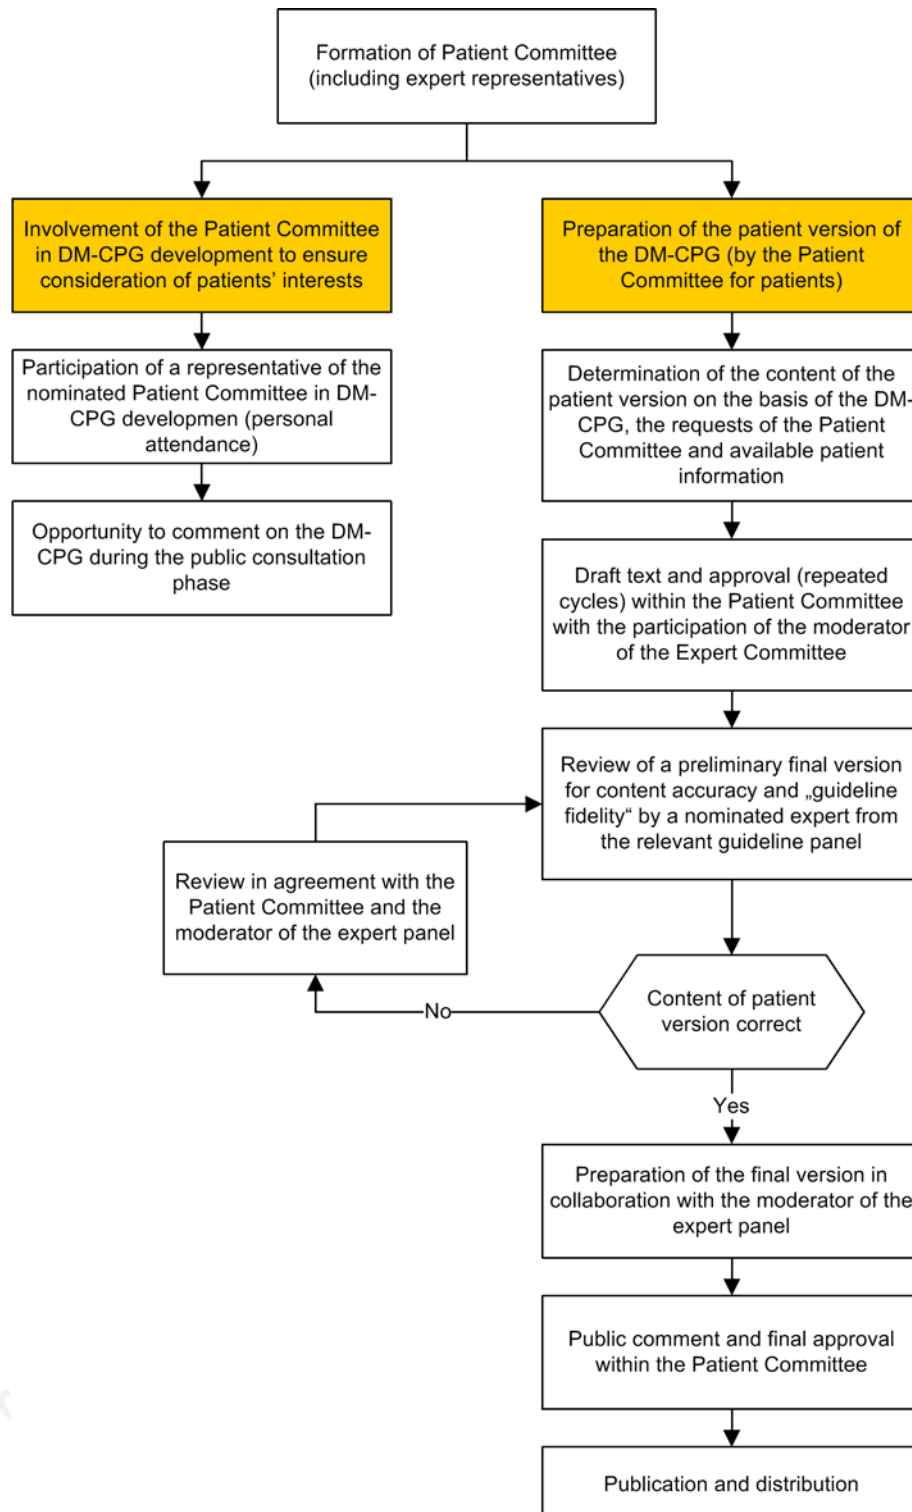 Formation of Patient Committee
(including expert representatives)
Involvement of the Patient Committee
in DM-CPG development to ensure
consideration of patients' interests
Participation of a representative of the
nominated Patient Committee in DM-
CPG developmen (personal
attendance)
Opportunity to comment on the DM-
CPG during the public consultation
phase
Preparation of the patient version of
the DM-CPG (by the Patient
Committee for patients)
Determination of the content of the
patient version on the basis of the DM-
CPG, the requests of the Patient
Committee and available patient
information
Draft text and approval (repeated
cycles) within the Patient Committee
with the participation of the moderator
of the Expert Committee
Review of a preliminary final version
for content accuracy and „guideline
fidelity“ by a nominated expert from
the relevant guideline panel
Review in agreement with the
Patient Committee and the
moderator of the expert panel
Content of patient
version correct
No
Yes
Preparation of the final version in
collaboration with the moderator of the
expert panel
Public comment and final approval
within the Patient Committee
Publication and distribution